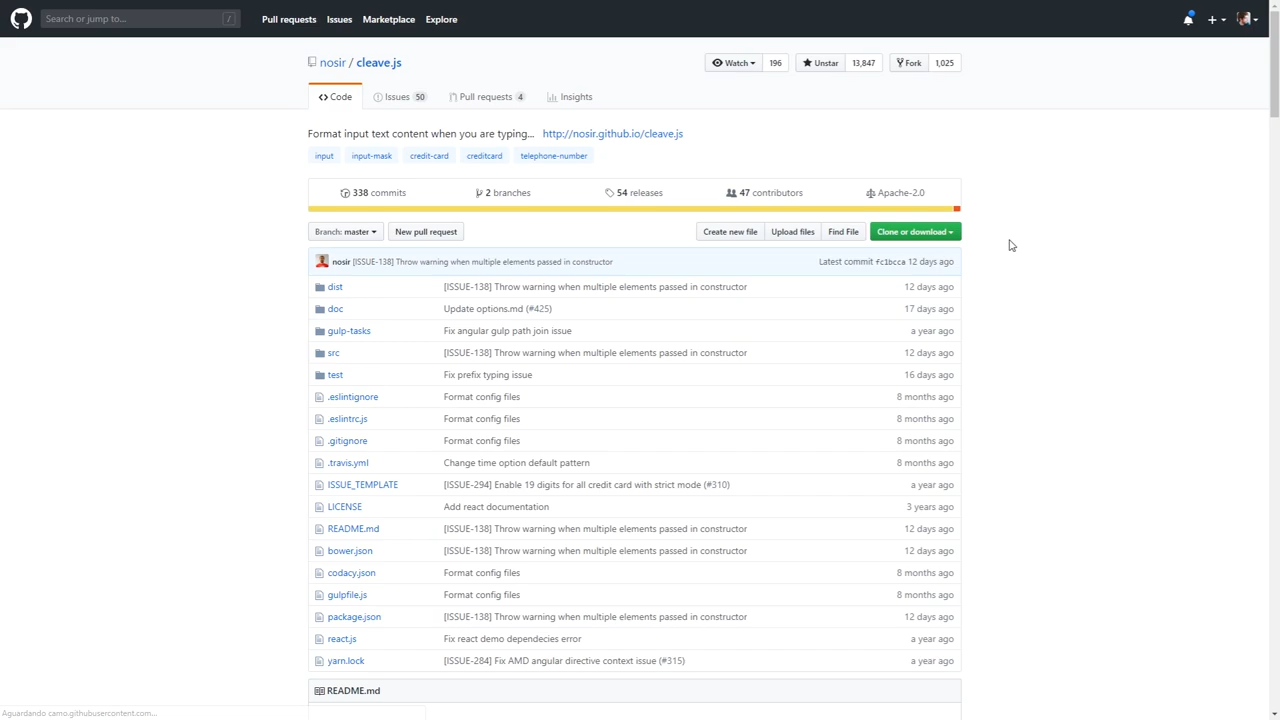 Search or jump to... /
Pull requests Issues Marketplace Explore
nosir / cleave.js
Watch 196 Unstar 13,847 Fork 1,025
Code Issues 50 Pull requests 4 Insights
Format input text content when you are typing... http://nosir.github.io/cleave.js
input input-mask credit-card creditcard telephone-number
338 commits 2 branches 54 releases 47 contributors Apache-2.0
Branch: master New pull request Create new file Upload files Find File Clone or download
nosir [ISSUE-138] Throw warning when multiple elements passed in constructor Latest commit fc1bcca 12 days ago
dist [ISSUE-138] Throw warning when multiple elements passed in constructor 12 days ago
doc Update options.md (#425) 17 days ago
gulp-tasks Fix angular gulp path join issue a year ago
src [ISSUE-138] Throw warning when multiple elements passed in constructor 12 days ago
test Fix prefix typing issue 16 days ago
.eslintignore Format config files 8 months ago
.eslintrc.js Format config files 8 months ago
.gitignore Format config files 8 months ago
.travis.yml Change time option default pattern 8 months ago
ISSUE_TEMPLATE [ISSUE-294] Enable 19 digits for all credit card with strict mode (#310) a year ago
LICENSE Add react documentation 3 years ago
README.md [ISSUE-138] Throw warning when multiple elements passed in constructor 12 days ago
bower.json [ISSUE-138] Throw warning when multiple elements passed in constructor 12 days ago
codacy.json Format config files 8 months ago
gulpfile.js Format config files 8 months ago
package.json [ISSUE-138] Throw warning when multiple elements passed in constructor 12 days ago
react.js Fix react demo dependecies error a year ago
yarn.lock [ISSUE-284] Fix AMD angular directive context issue (#315) a year ago
README.md
Aguardando camo.githubusercontent.com...